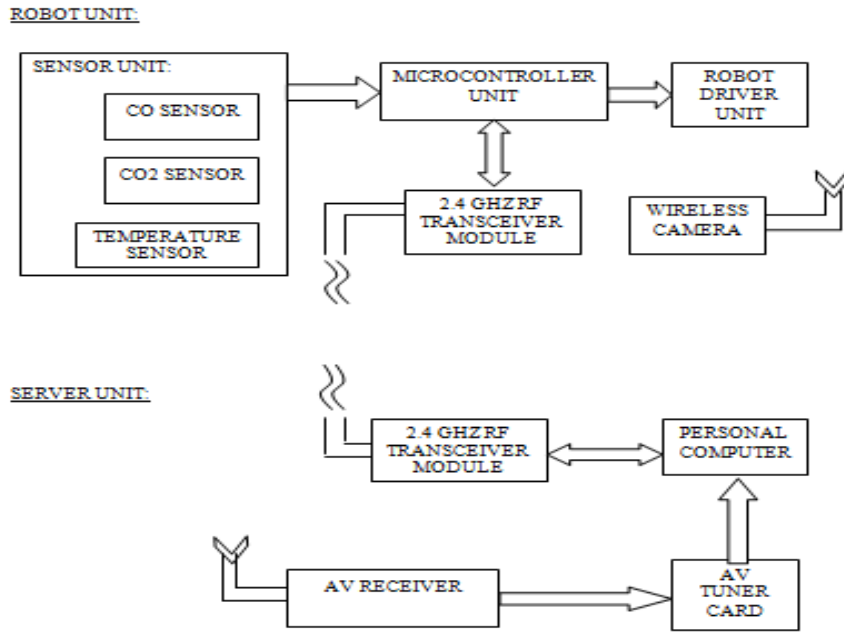 ROBOT UNIT:
SENSOR UNIT:
CO SENSOR
CO2 SENSOR
TEMPERATURE
SENSOR
MICROCONTROLLER
UNIT
ROBOT
DRIVER
UNIT
2.4 GHZ RF
TRANSCEIVER
MODULE
WIRELESS
CAMERA
SERVER UNIT:
2.4 GHZ RF
TRANSCEIVER
MODULE
PERSONAL
COMPUTER
AV RECEIVER
AV
TUNER
CARD